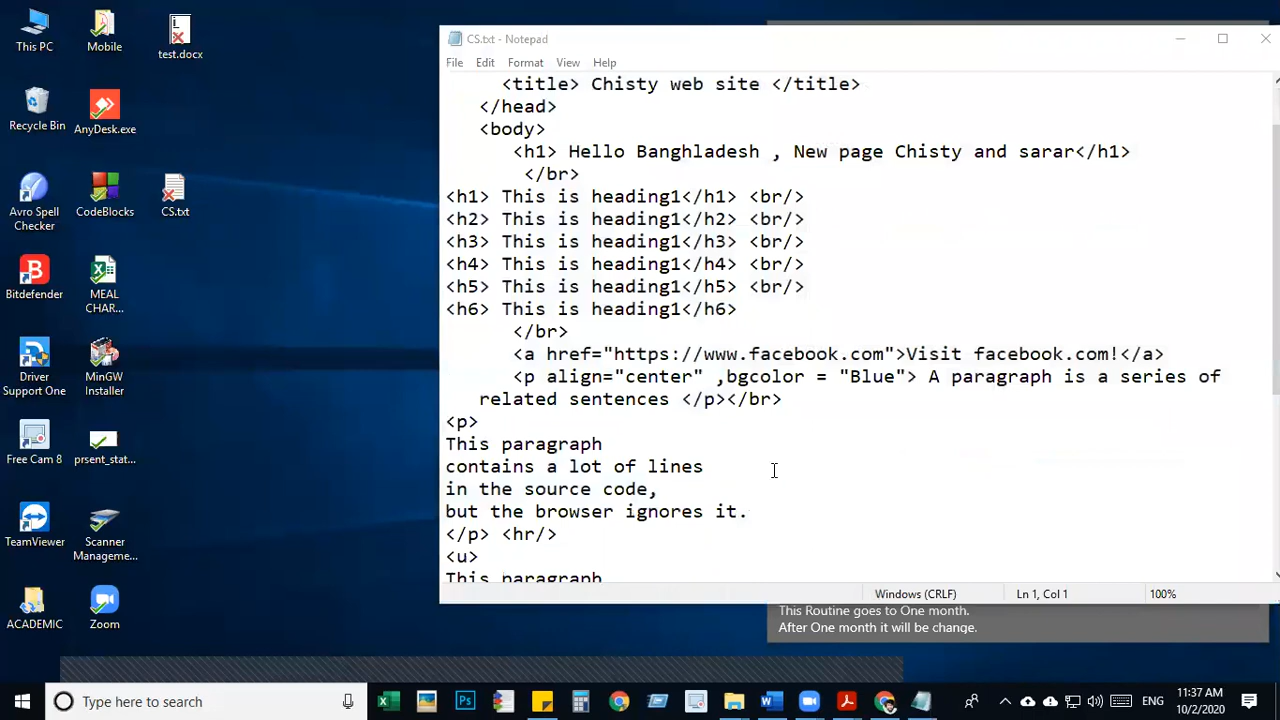 This PC
Mobile
test.docx
Recycle Bin
AnyDesk.exe
Avro Spell
Checker
CodeBlocks
CS.txt
Bitdefender
MEAL
CHAR...
Driver
Support One
MinGW
Installer
Free Cam 8
prsent_stat...
TeamViewer
Scanner
Manageme...
ACADEMIC
Zoom
CS.txt - Notepad
File Edit Format View Help
<title> Chisty web site </title>
</head>
<body>
<h1> Hello Banghladesh , New page Chisty and sarar</h1>
</br>
<h1> This is heading1</h1> <br/>
<h2> This is heading1</h2> <br/>
<h3> This is heading1</h3> <br/>
<h4> This is heading1</h4> <br/>
<h5> This is heading1</h5> <br/>
<h6> This is heading1</h6>
</br>
<a href="https://www.facebook.com">Visit facebook.com!</a>
<p align="center" ,bgcolor = "Blue"> A paragraph is a series of
related sentences </p></br>
<p>
This paragraph
contains a lot of lines
in the source code,
but the browser ignores it.
</p> <hr/>
<u>
This paragraph
Windows (CRLF) Ln 1, Col 1 100%
This Routine goes to One month.
After One month it will be change.
Type here to search
ENG
11:37 AM
10/2/2020